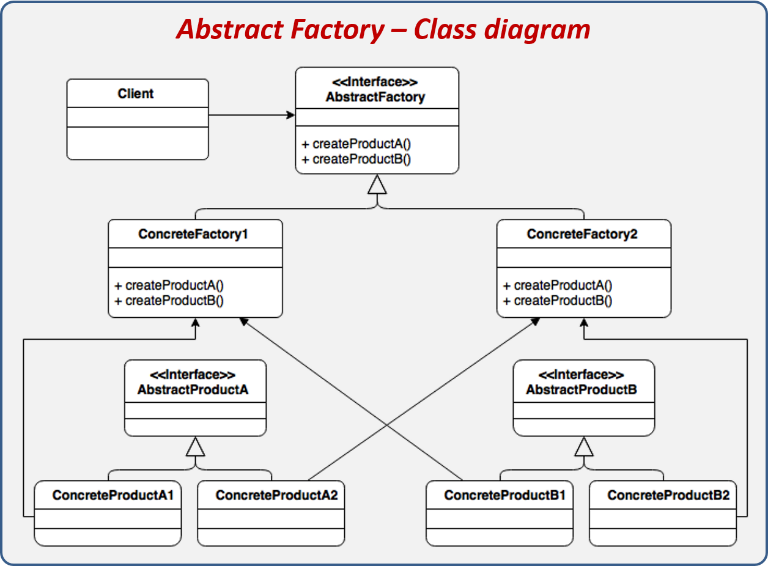 Abstract Factory – Class diagram
Client
<<Interface>>
AbstractFactory
+ createProductA()
+ createProductB()
ConcreteFactory1
+ createProductA()
+ createProductB()
ConcreteFactory2
+ createProductA()
+ createProductB()
<<Interface>>
AbstractProductA
<<Interface>>
AbstractProductB
ConcreteProductA1
ConcreteProductA2
ConcreteProductB1
ConcreteProductB2